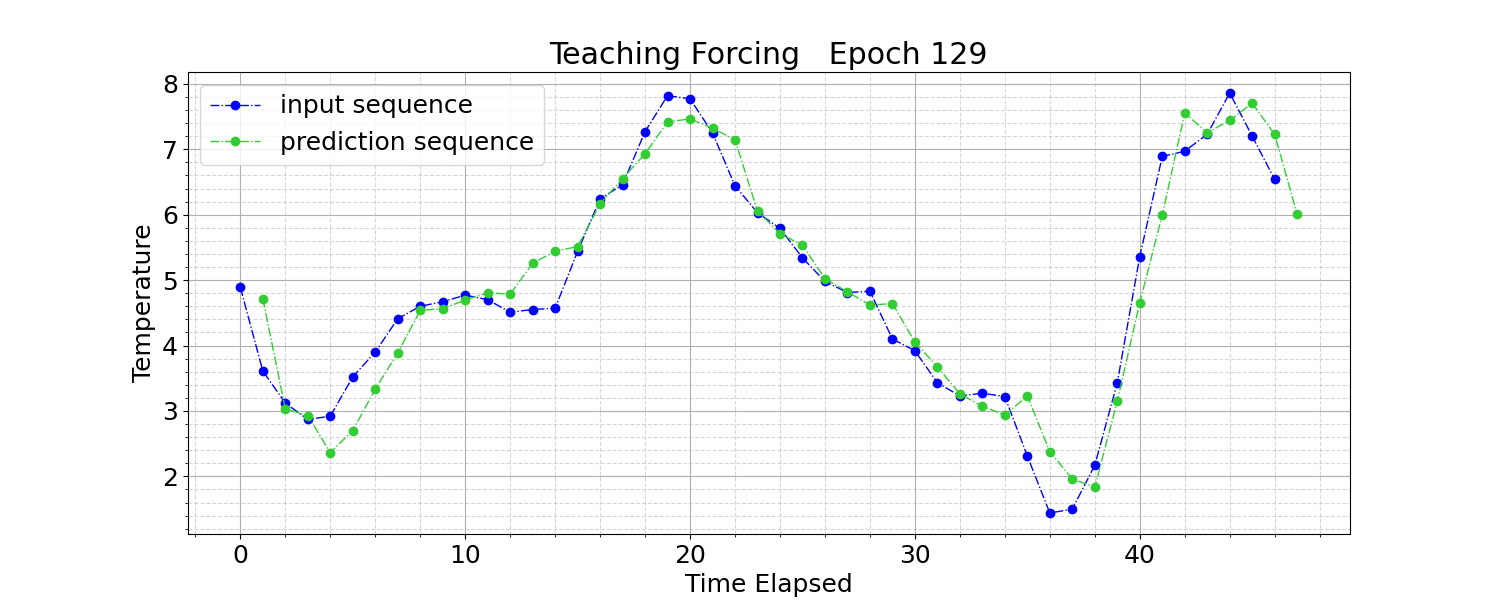 Teaching Forcing   Epoch 129
input sequence
prediction sequence
8
7
6
5
4
3
2
Temperature
0 10 20 30 40
Time Elapsed